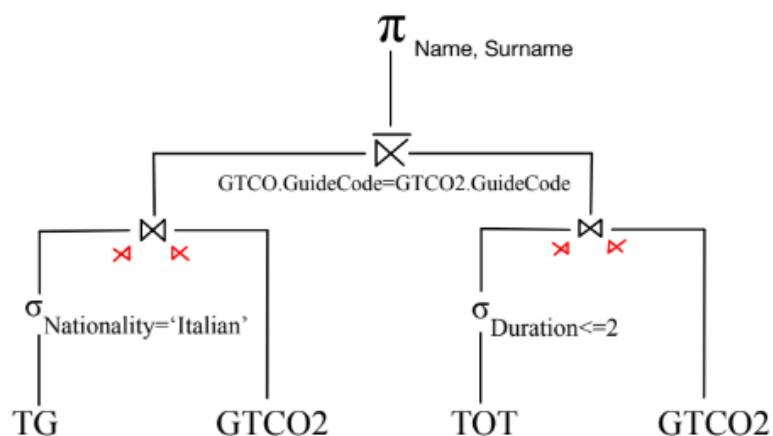 π Name, Surname
GTCO.GuideCode=GTCO2.GuideCode
σ Nationality=‘Italian’
σ Duration<=2
TG GTCO2 TOT GTCO2